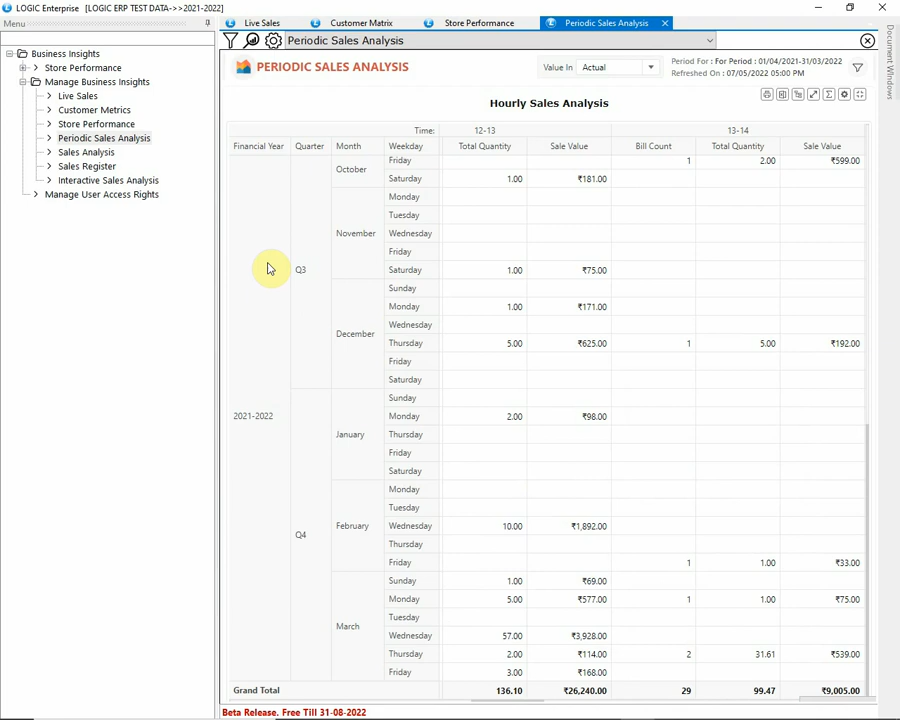 LOGIC Enterprise [LOGIC ERP TEST DATA->>2021-2022]
Menu
Live Sales
Customer Matrix
Store Performance
Periodic Sales Analysis
Business Insights
Store Performance
Manage Business Insights
Live Sales
Customer Metrics
Store Performance
Periodic Sales Analysis
Sales Analysis
Sales Register
Interactive Sales Analysis
Manage User Access Rights
Document Windows
Periodic Sales Analysis
PERIODIC SALES ANALYSIS
Value In Actual
Period For : For Period : 01/04/2021-31/03/2022
Refreshed On : 07/05/2022 05:00 PM
Hourly Sales Analysis
Time: 12-13 13-14
Financial Year Quarter Month Weekday Total Quantity Sale Value Bill Count Total Quantity Sale Value
2021-2022
Q3
October
Friday 1 2.00 ₹599.00
Saturday 1.00 ₹181.00
November
Monday
Tuesday
Wednesday
Friday
Saturday 1.00 ₹75.00
December
Sunday
Monday 1.00 ₹171.00
Wednesday
Thursday 5.00 ₹625.00 1 5.00 ₹192.00
Friday
Saturday
Q4
January
Sunday
Monday 2.00 ₹98.00
Thursday
Friday
Saturday
February
Monday
Tuesday
Wednesday 10.00 ₹1,892.00
Thursday
Friday 1 1.00 ₹33.00
March
Sunday 1.00 ₹69.00
Monday 5.00 ₹577.00 1 1.00 ₹75.00
Tuesday
Wednesday 57.00 ₹3,928.00
Thursday 2.00 ₹114.00 2 31.61 ₹539.00
Friday 3.00 ₹168.00
Grand Total 136.10 ₹26,240.00 29 99.47 ₹9,005.00
Beta Release. Free Till 31-08-2022